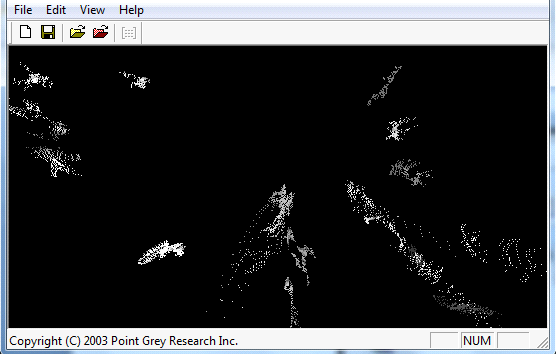 File Edit View Help
Copyright (C) 2003 Point Grey Research Inc. NUM